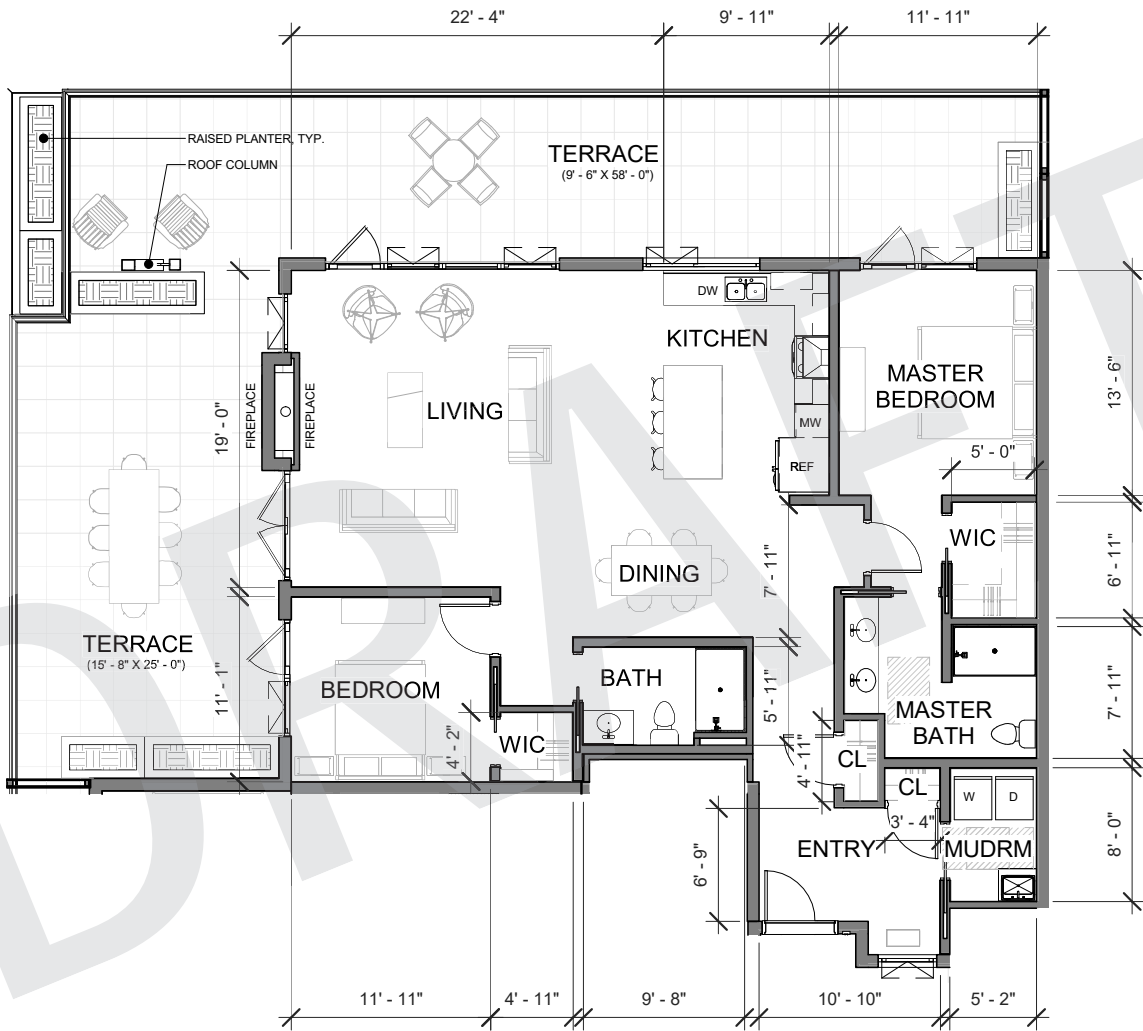 22' - 4"
9' - 11"
11' - 11"
RAISED PLANTER, TYP.
ROOF COLUMN
TERRACE
(9' - 6" X 58' - 0")
DW
KITCHEN
MASTER
BEDROOM
13' - 6"
LIVING
FIREPLACE
FIREPLACE
19' - 0"
MW
REF
5' - 0"
WIC
6' - 11"
DINING
7' - 11"
TERRACE
(15' - 8" X 25' - 0")
11' - 1"
BEDROOM
BATH
5' - 11"
MASTER
BATH
7' - 11"
4' - 2"
WIC
4' - 11"
CL
CL
W
D
3' - 4"
ENTRY
MUDRM
8' - 0"
6' - 9"
11' - 11"
4' - 11"
9' - 8"
10' - 10"
5' - 2"
DRAFT